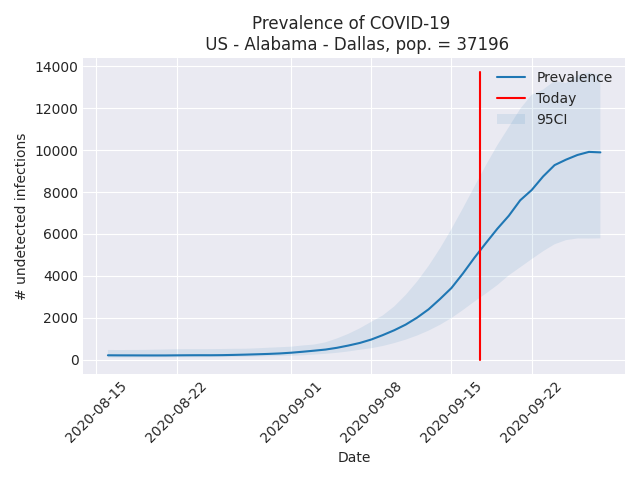 Prevalence of COVID-19
US - Alabama - Dallas, pop. = 37196
14000
12000
10000
8000
6000
4000
2000
0
# undetected infections
Prevalence
Today
95CI
2020-08-15
2020-08-22
2020-09-01
2020-09-08
2020-09-15
2020-09-22
Date